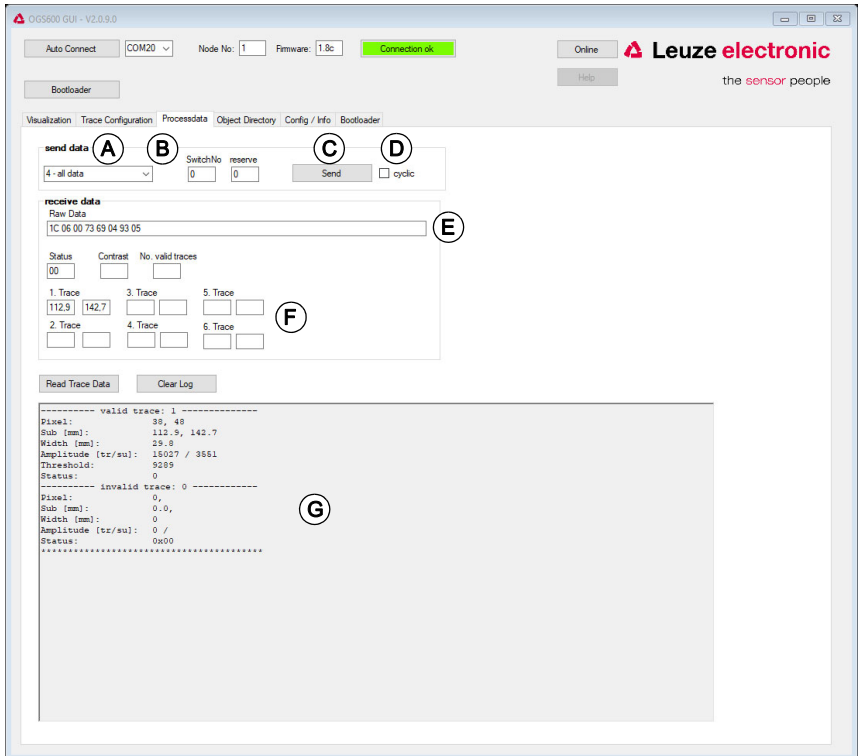 OGS600 GUI - V2.0.9.0
Auto Connect COM20 Node No: 1 Firmware: 1.8c Connection ok Online Leuze electronic
Help the sensor people
Bootloader
Visualization Trace Configuration Processdata Object Directory Config / Info Bootloader
send data A B C D
SwitchNo reserve
4 - all data 0 0 Send cyclic
receive data
Raw Data
1C 06 00 73 69 04 93 05 E
Status Contrast No. valid traces
00
1. Trace 3. Trace 5. Trace
112,9 142,7 F
2. Trace 4. Trace 6. Trace
Read Trace Data Clear Log
---------- valid trace: 1 --------------
Pixel: 38, 48
Sub [mm]: 112.9, 142.7
Width [mm]: 29.8
Amplitude [tr/su]: 15027 / 3551
Threshold: 9289
Status: 0
---------- invalid trace: 0 ------------
Pixel: 0,
Sub [mm]: 0.0,
Width [mm]: 0
Amplitude [tr/su]: 0 /
Status: 0x00
*****************************************
G